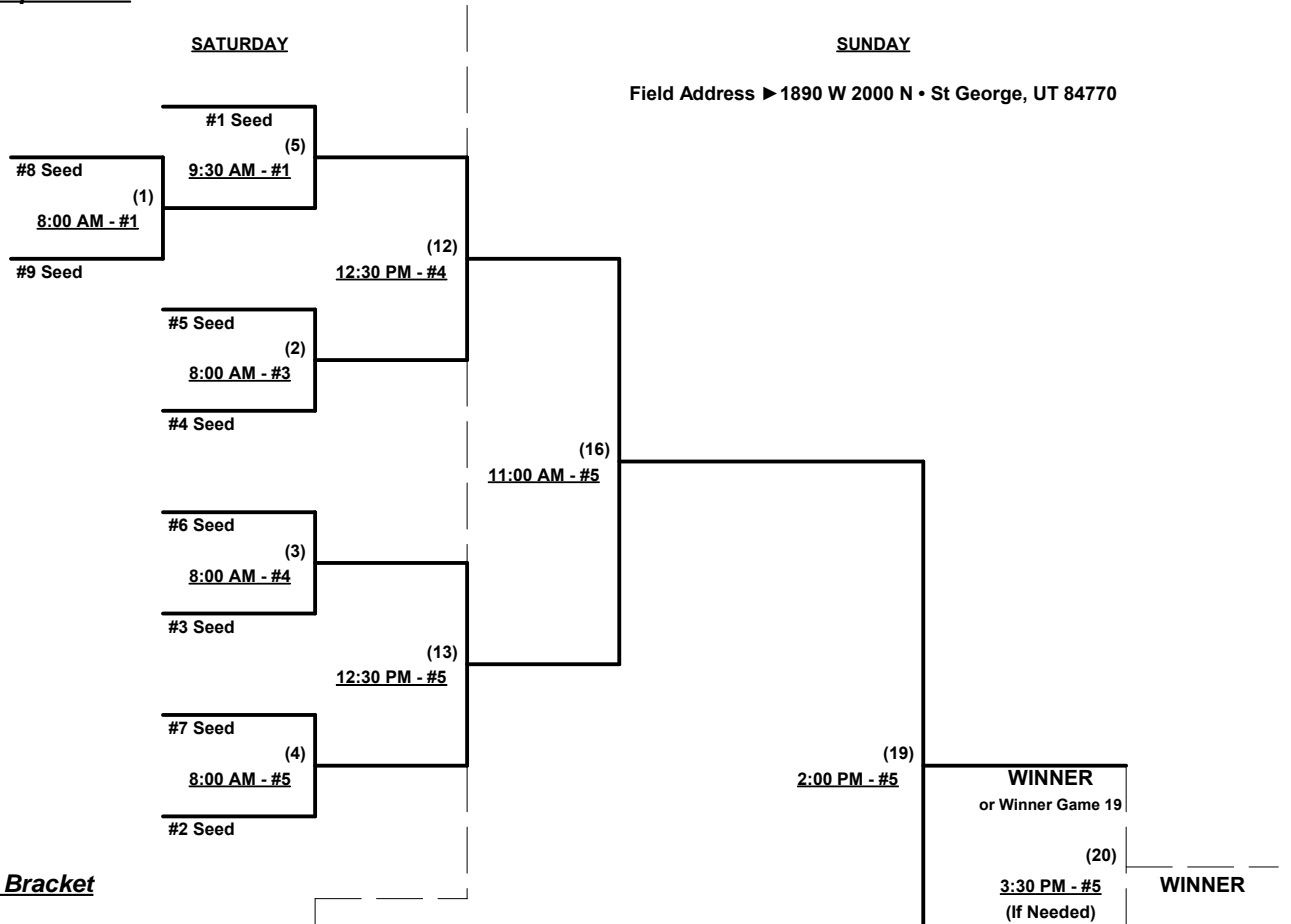 SATURDAY
SUNDAY
Field Address ►1890 W 2000 N • St George, UT 84770
#1 Seed
(5)
9:30 AM - #1
#8 Seed
(1)
8:00 AM - #1
#9 Seed
(12)
12:30 PM - #4
#5 Seed
(2)
8:00 AM - #3
#4 Seed
(16)
11:00 AM - #5
#6 Seed
(3)
8:00 AM - #4
#3 Seed
(13)
12:30 PM - #5
#7 Seed
(4)
8:00 AM - #5
#2 Seed
(19)
2:00 PM - #5
WINNER
or Winner Game 19
(20)
3:30 PM - #5
(If Needed)
WINNER
Bracket